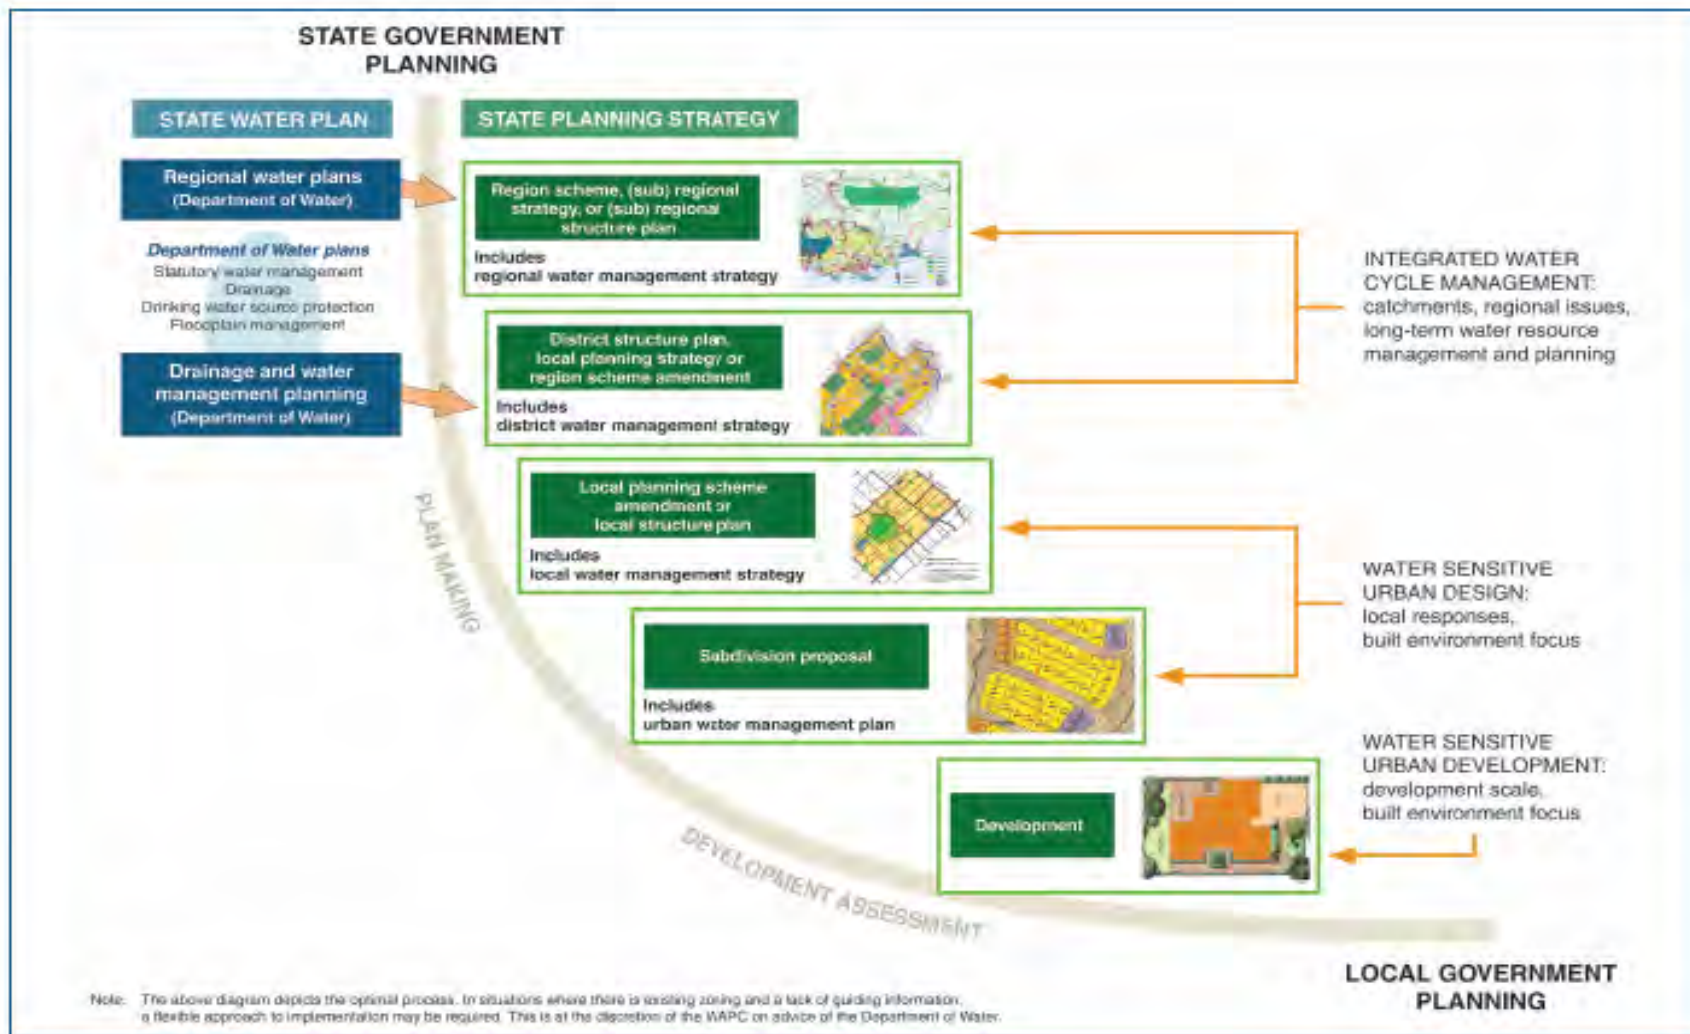 STATE GOVERNMENT
PLANNING
STATE WATER PLAN
STATE PLANNING STRATEGY
Regional water plans
(Department of Water)
Department of Water plans
Statutory water management
Drainage
Drinking water source protection
Floodplain management
Drainage and water
management planning
(Department of Water)
Region scheme, (sub) regional
strategy, or (sub) regional
structure plan
Includes
regional water management strategy
District structure plan,
local planning strategy or
region scheme amendment
Includes
district water management strategy
Local planning scheme
amendment or
local structure plan
Includes
local water management strategy
Subdivision proposal
Includes
urban water management plan
Development
INTEGRATED WATER
CYCLE MANAGEMENT:
catchments, regional issues,
long-term water resource
management and planning
WATER SENSITIVE
URBAN DESIGN:
local responses,
built environment focus
WATER SENSITIVE
URBAN DEVELOPMENT:
development scale,
built environment focus
PLAN MAKING
DEVELOPMENT ASSESSMENT
LOCAL GOVERNMENT
PLANNING
Note: The above diagram depicts the optimal process. In situations where there is existing zoning and a lack of guiding information,
a flexible approach to implementation may be required. This is at the discretion of the WAPC on advice of the Department of Water.